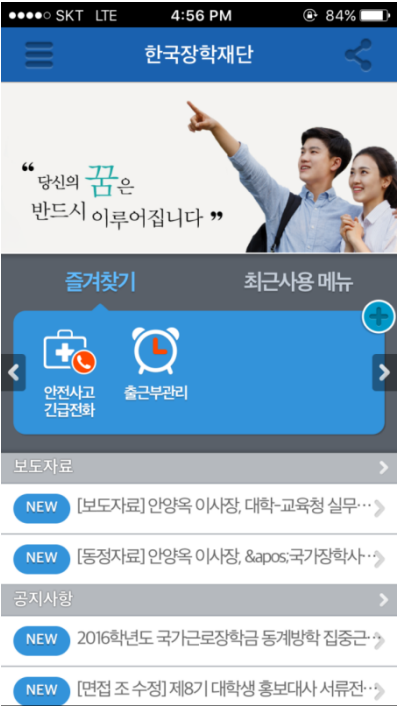 SKT LTE 4:56 PM 84%
한국장학재단
“ 당신의 꿈은
반드시 이루어집니다 ”
즐겨찾기 최근사용 메뉴
안전사고 출근부관리
긴급전화
보도자료
NEW [보도자료] 안양옥 이사장, 대학-교육청 실무…
NEW [동정자료] 안양옥 이사장, &apos;국가장학사…
공지사항
NEW 2016학년도 국가근로장학금 동계방학 집중근…
NEW [면접 조 수정] 제8기 대학생 홍보대사 서류전…